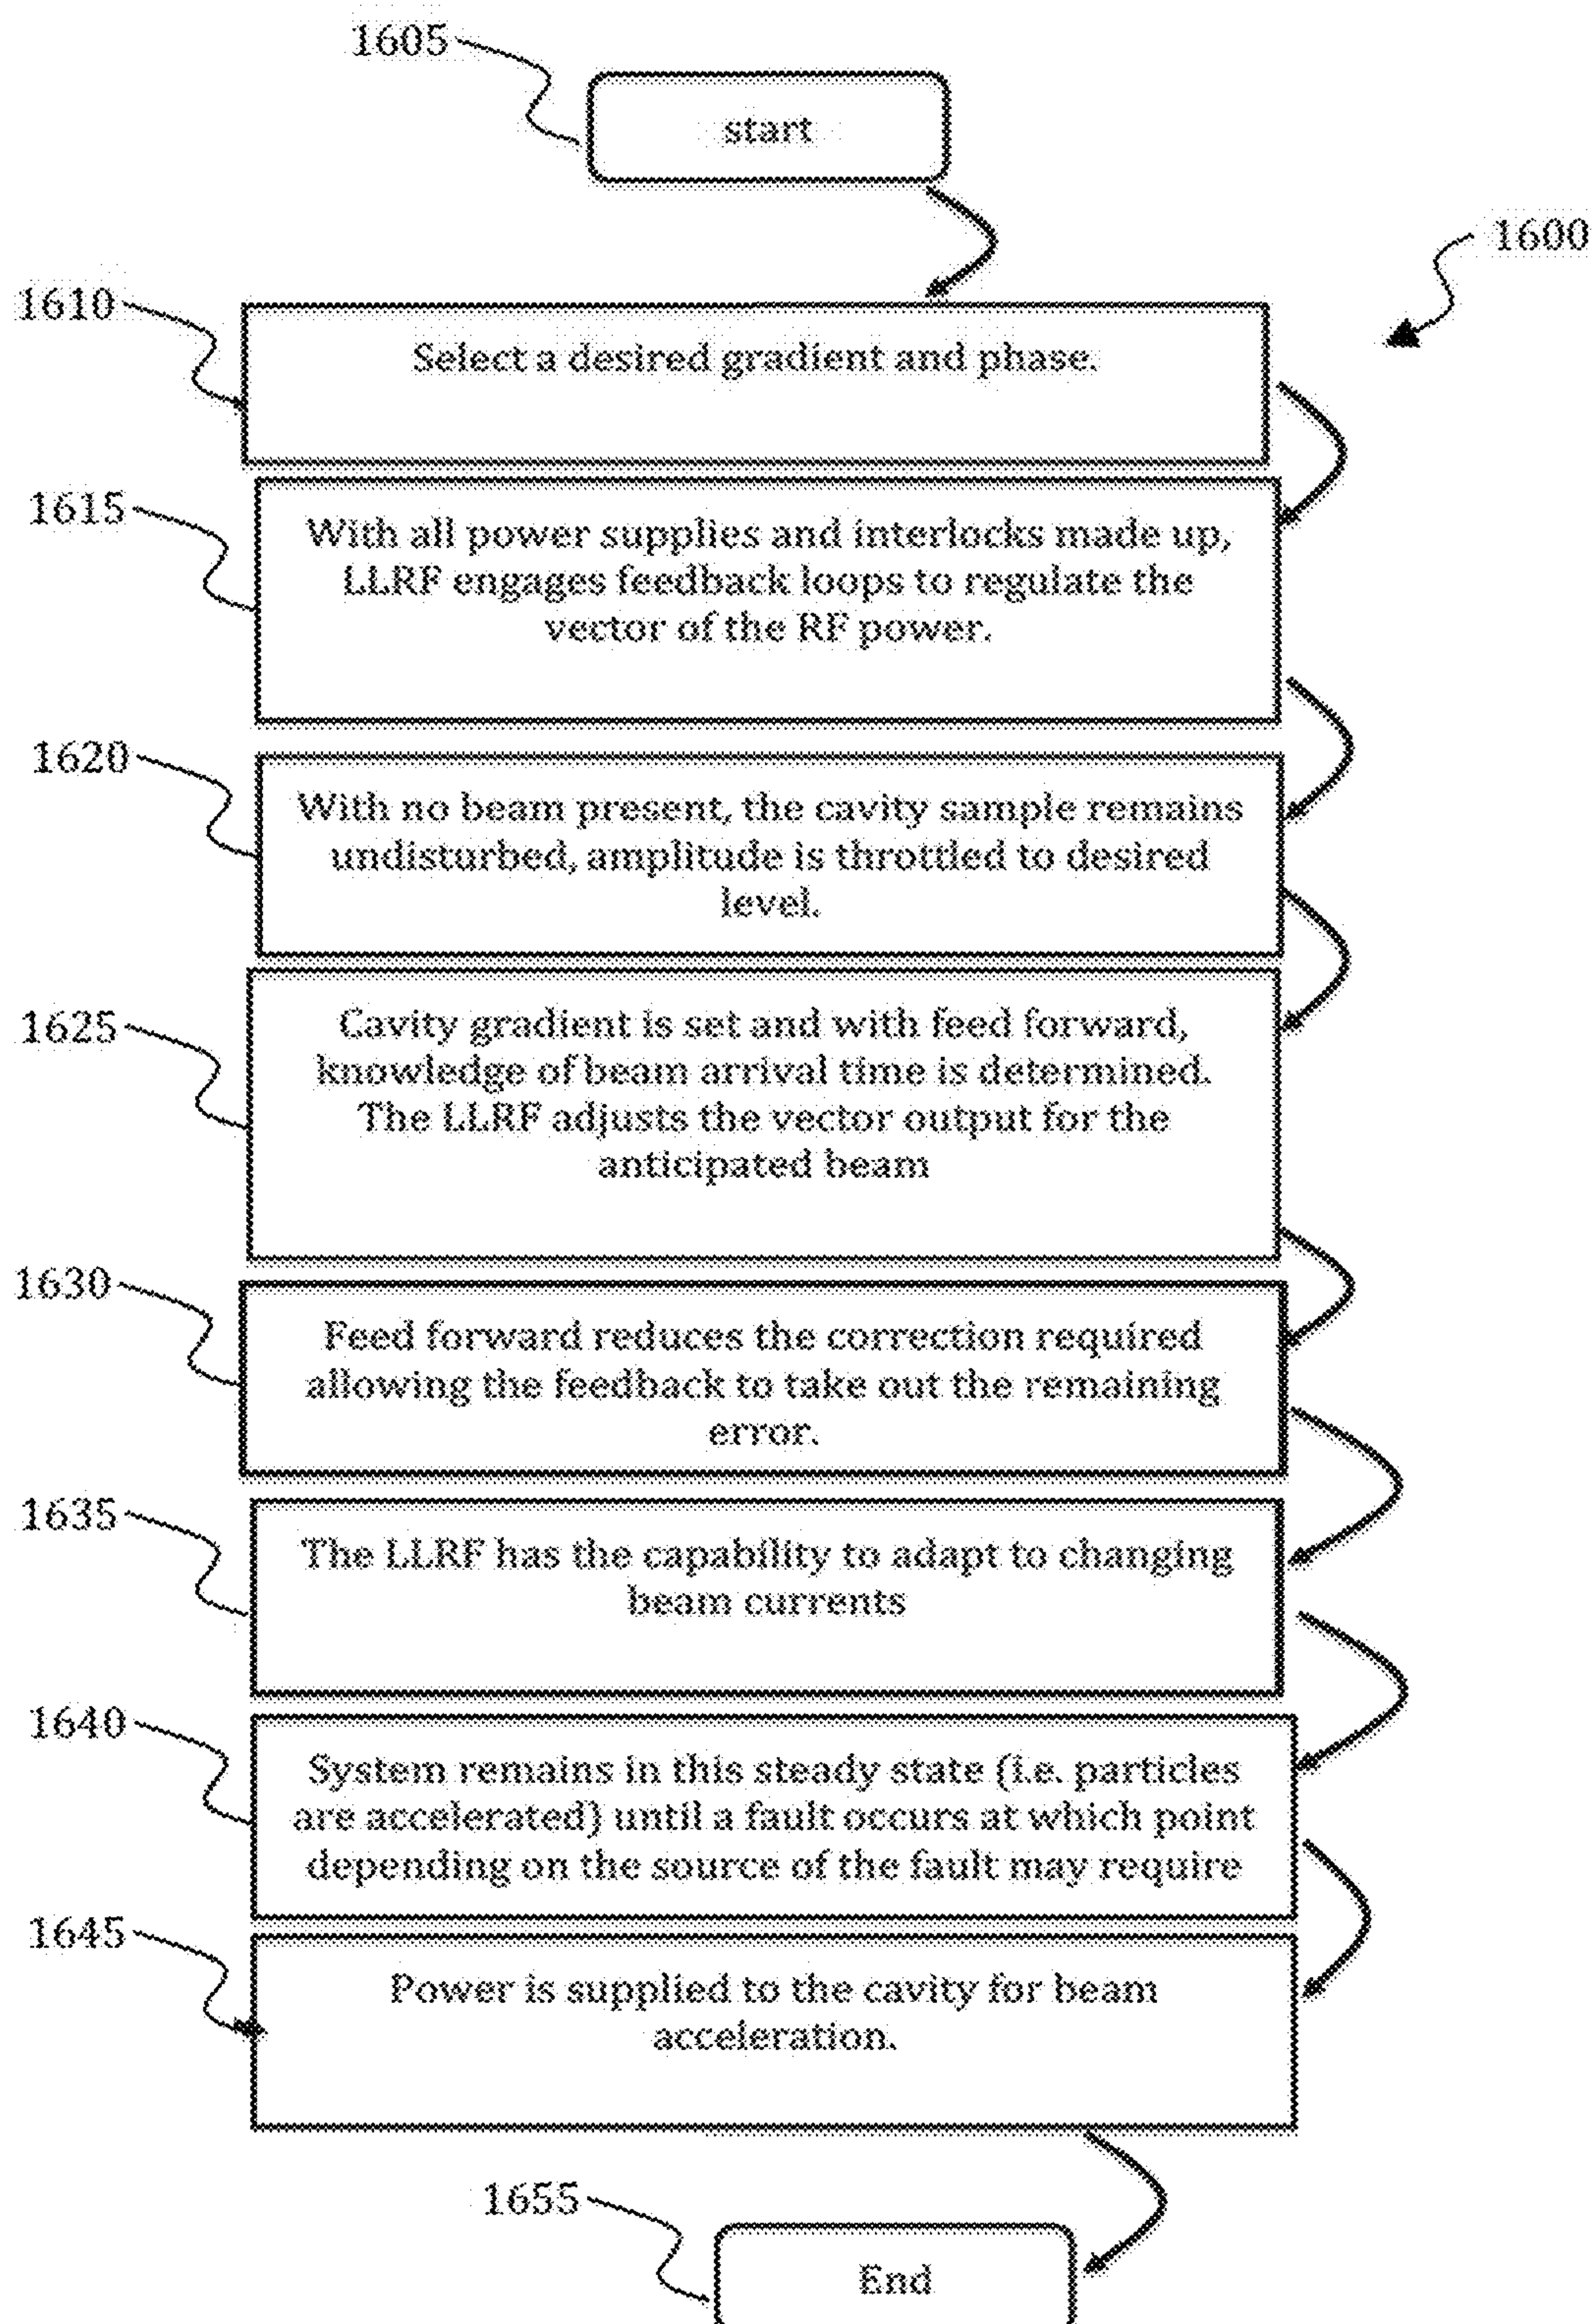 1605
start
1600
1610
Select a desired gradient and phase.
1615
With all power supplies and interlocks made up,
LLRF engages feedback loops to regulate the
vector of the RF power.
1620
With no beam present, the cavity sample remains
undisturbed, amplitude is throttled to desired
level.
1625
Cavity gradient is set and with feed forward,
knowledge of beam arrival time is determined.
The LLRF adjusts the vector output for the
anticipated beam
1630
Feed forward reduces the correction required
allowing the feedback to take out the remaining
error.
1635
The LLRF has the capability to adapt to changing
beam currents
1640
System remains in this steady state (i.e. particles
are accelerated) until a fault occurs at which point
depending on the source of the fault may require
1645
Power is supplied to the cavity for beam
acceleration.
1655
End